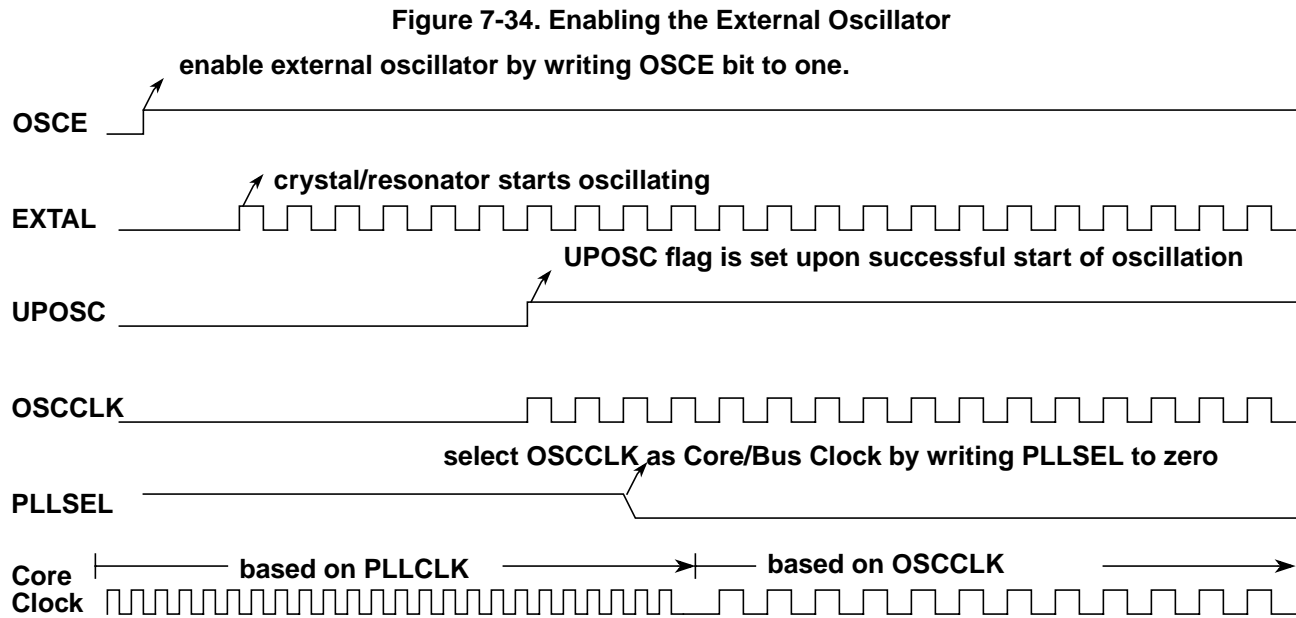 Figure 7-34. Enabling the External Oscillator
enable external oscillator by writing OSCE bit to one.
OSCE
crystal/resonator starts oscillating
EXTAL
UPOSC flag is set upon successful start of oscillation
UPOSC
OSCCLK
select OSCCLK as Core/Bus Clock by writing PLLSEL to zero
PLLSEL
based on PLLCLK
based on OSCCLK
Core
Clock